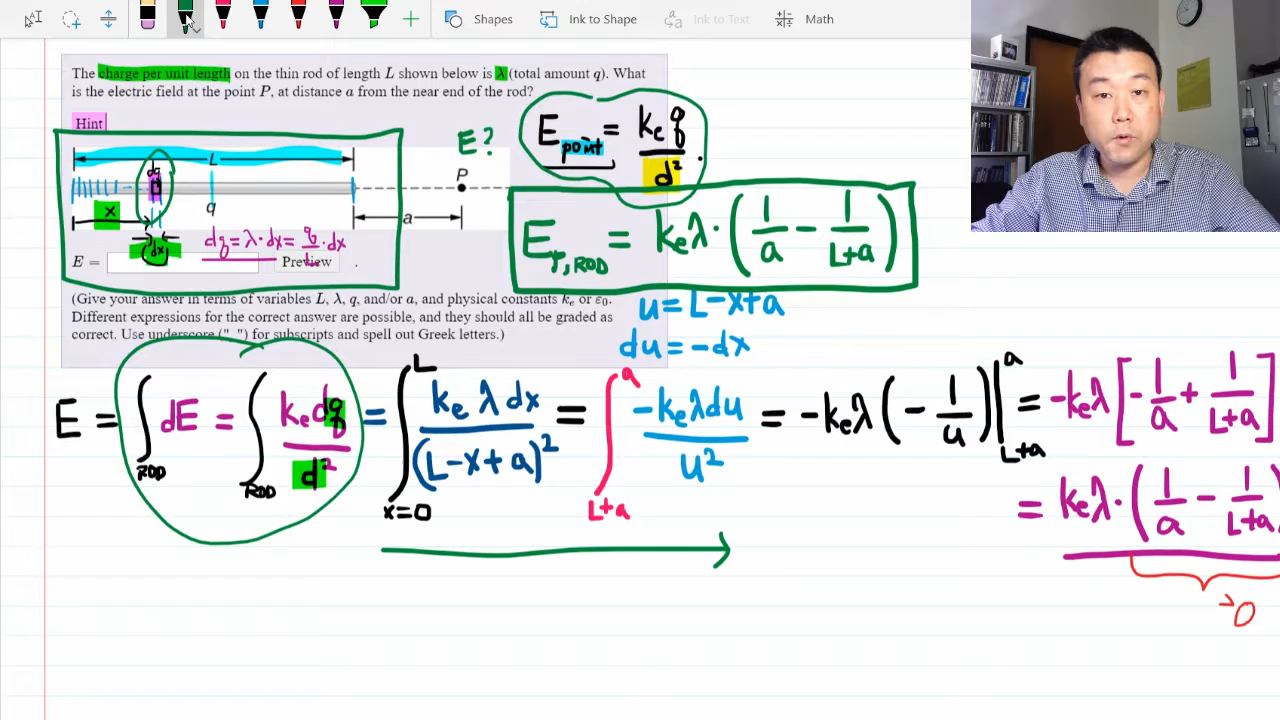 Shapes Ink to Shape Ink to Text Math
The charge per unit length on the thin rod of length L shown below is λ (total amount q). What
is the electric field at the point P, at distance a from the near end of the rod?
Hint
E_point = k_e q / d².
L
E?
dq
P
x
q
a
dx
dq = λ·dx = q/L · dx
E_P,ROD = k_e λ · (1/a − 1/(L+a))
E = Preview .
(Give your answer in terms of variables L, λ, q, and/or a, and physical constants k_e or ε₀.
Different expressions for the correct answer are possible, and they should all be graded as
correct. Use underscore ("_") for subscripts and spell out Greek letters.)
u = L−x+a
du = −dx
E = ∫_ROD dE = ∫_ROD k_e dq / d² = ∫_x=0^L k_e λ dx / (L−x+a)² = ∫_L+a^a −k_e λ du / u² = −k_e λ (−1/u) |_L+a^a = −k_e λ [−1/a + 1/(L+a)]
= k_e λ · (1/a − 1/(L+a)
→0